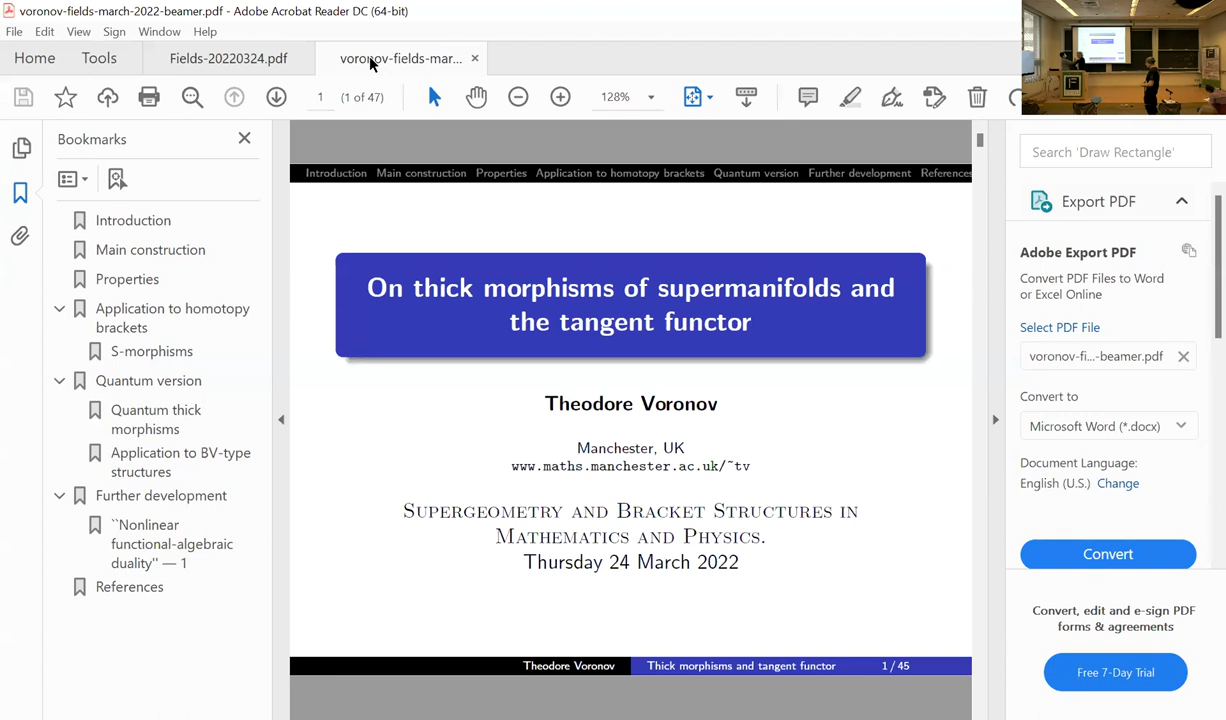 voronov-fields-march-2022-beamer.pdf - Adobe Acrobat Reader DC (64-bit)
File Edit View Sign Window Help
Home Tools Fields-20220324.pdf voronov-fields-mar... ×
1 (1 of 47) 128%
Bookmarks
Introduction
Main construction
Properties
Application to homotopy
brackets
S-morphisms
Quantum version
Quantum thick
morphisms
Application to BV-type
structures
Further development
``Nonlinear
functional-algebraic
duality'' — 1
References
Introduction Main construction Properties Application to homotopy brackets Quantum version Further development References
On thick morphisms of supermanifolds and
the tangent functor
Theodore Voronov
Manchester, UK
www.maths.manchester.ac.uk/~tv
Supergeometry and Bracket Structures in
Mathematics and Physics.
Thursday 24 March 2022
Theodore Voronov Thick morphisms and tangent functor 1 / 45
Search 'Draw Rectangle'
Export PDF
Adobe Export PDF
Convert PDF Files to Word
or Excel Online
Select PDF File
voronov-fi...-beamer.pdf
Convert to
Microsoft Word (*.docx)
Document Language:
English (U.S.) Change
Convert
Convert, edit and e-sign PDF
forms & agreements
Free 7-Day Trial